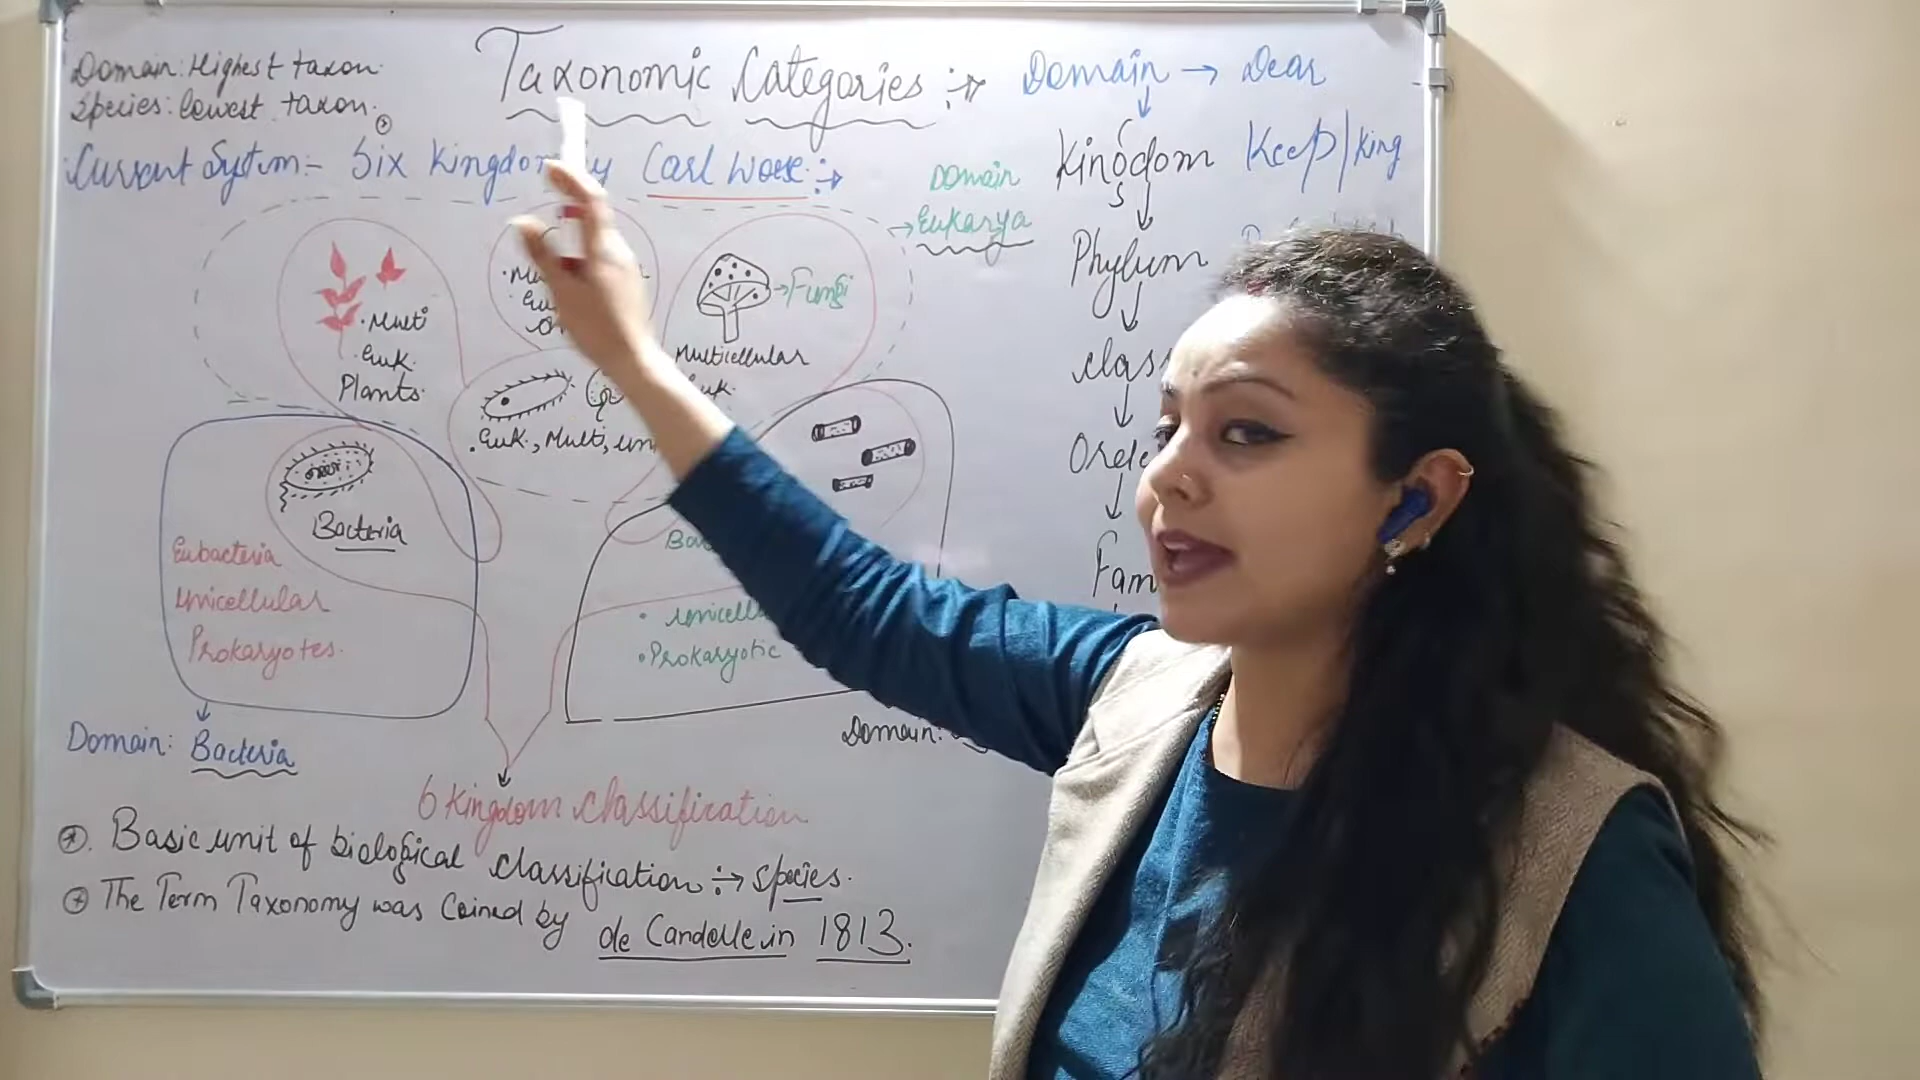 Domain: Highest taxon.
Species: lowest taxon.
Taxonomic Categories :→
Domain → Dear
Current System:- Six Kingdom by Carl Woese :→
Kingdom Keep/King
Domain
Eukarya
Phylum
Fungi
• Multi
Euk.
Plants.
Multicellular
class
• Euk., Multi, uni
Bacteria
Eubacteria
Unicellular
Prokaryotes.
• Prokaryotic
Domain: Bacteria
Domain:
6 Kingdom Classification
Basic unit of biological classification :→ Species.
The Term Taxonomy was Coined by de Candelle in 1813.